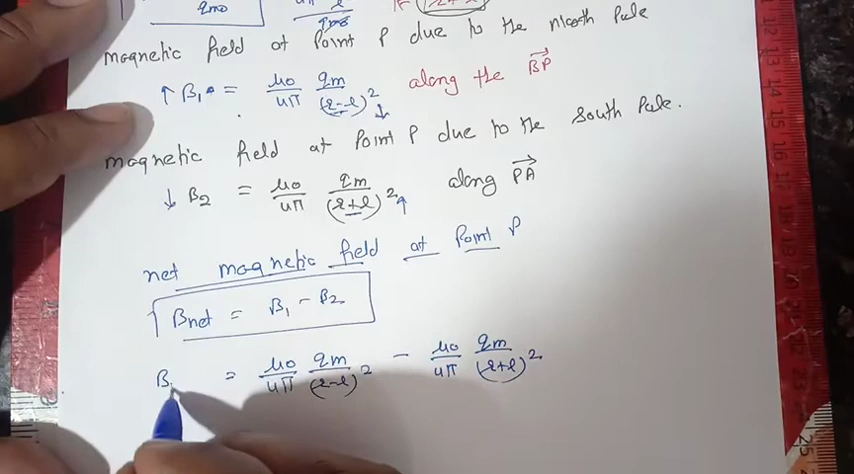 2m0
magnetic field at Point P due to the North Pole
↑ B₁ = μ0/4π qm/(r-l)² ↓ along the BP→
magnetic field at Point P due to the South Pole.
↓ B₂ = μ0/4π qm/(r+l)² ↑ along PA→
net magnetic field at Point P
Bnet = B₁ - B₂
B = μ0/4π qm/(r-l)² - μ0/4π qm/(r+l)²